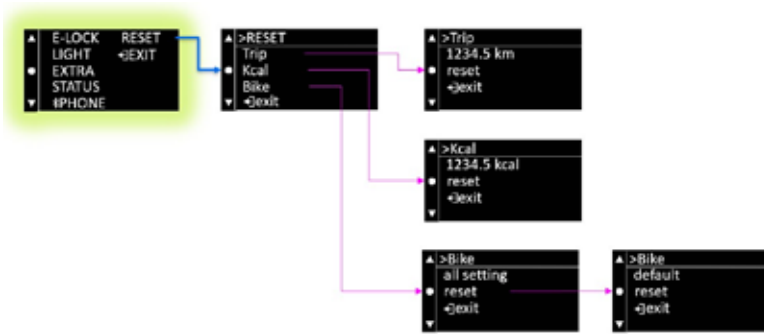 E-LOCK RESET
LIGHT EXIT
EXTRA
STATUS
PHONE
>RESET
Trip
Kcal
Bike
exit
>Trip
1234.5 km
reset
exit
>Kcal
1234.5 kcal
reset
exit
>Bike
all setting
reset
exit
>Bike
default
reset
exit